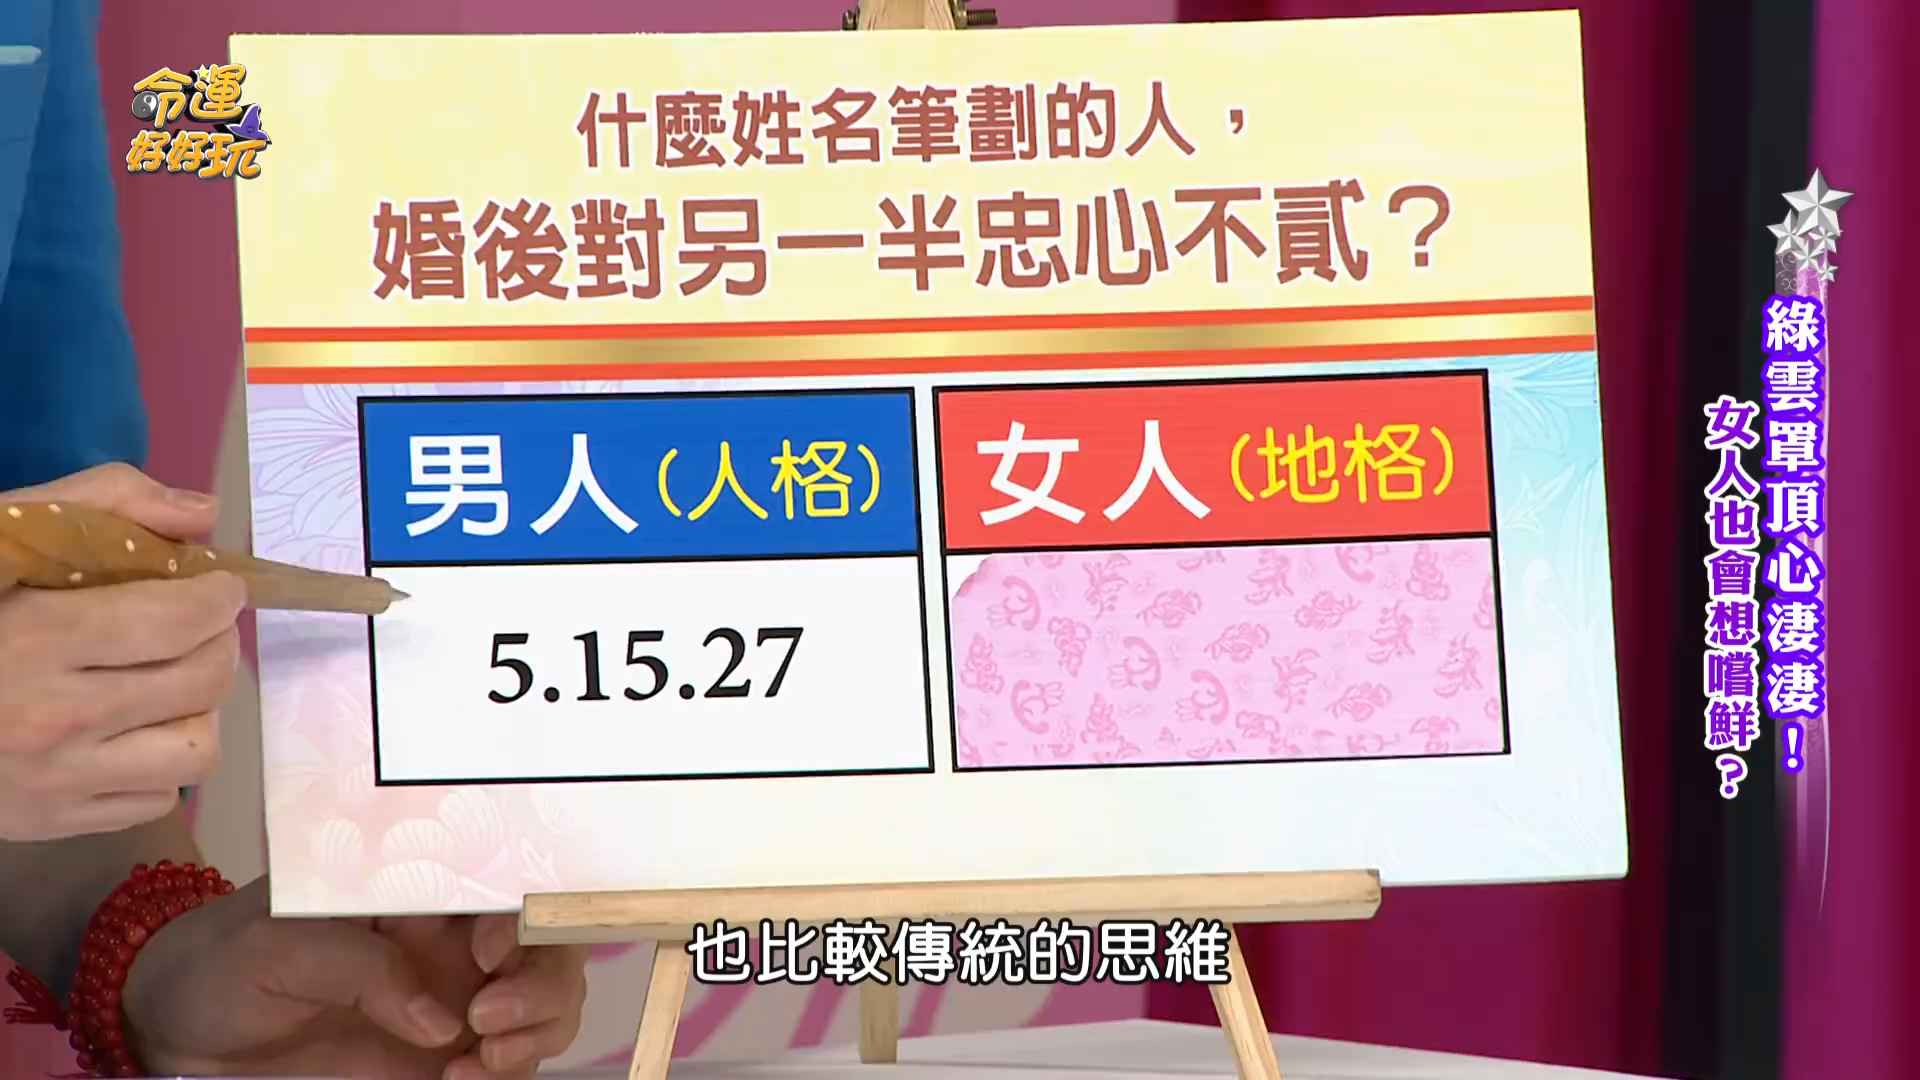 命運
好好玩
什麼姓名筆劃的人，
婚後對另一半忠心不貳？
男人(人格)
女人(地格)
5.15.27
綠雲罩頂心淒淒！
女人也會想嚐鮮？
也比較傳統的思維